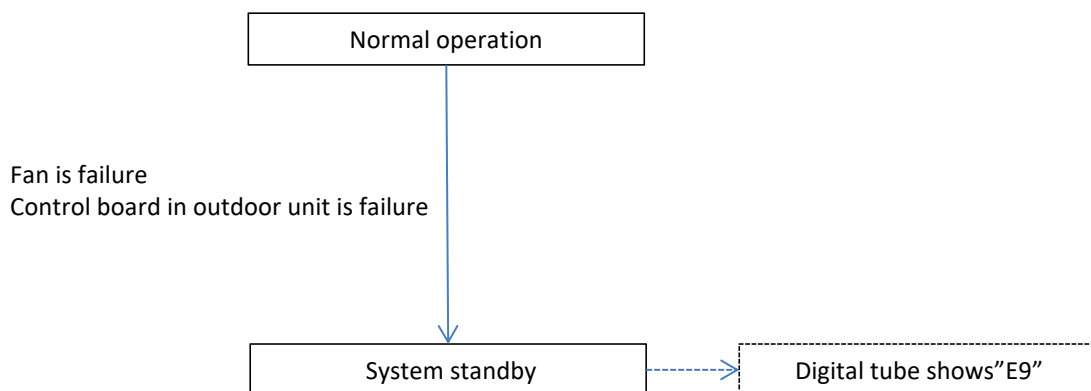 Normal operation
Fan is failure
Control board in outdoor unit is failure
System standby
Digital tube shows”E9”